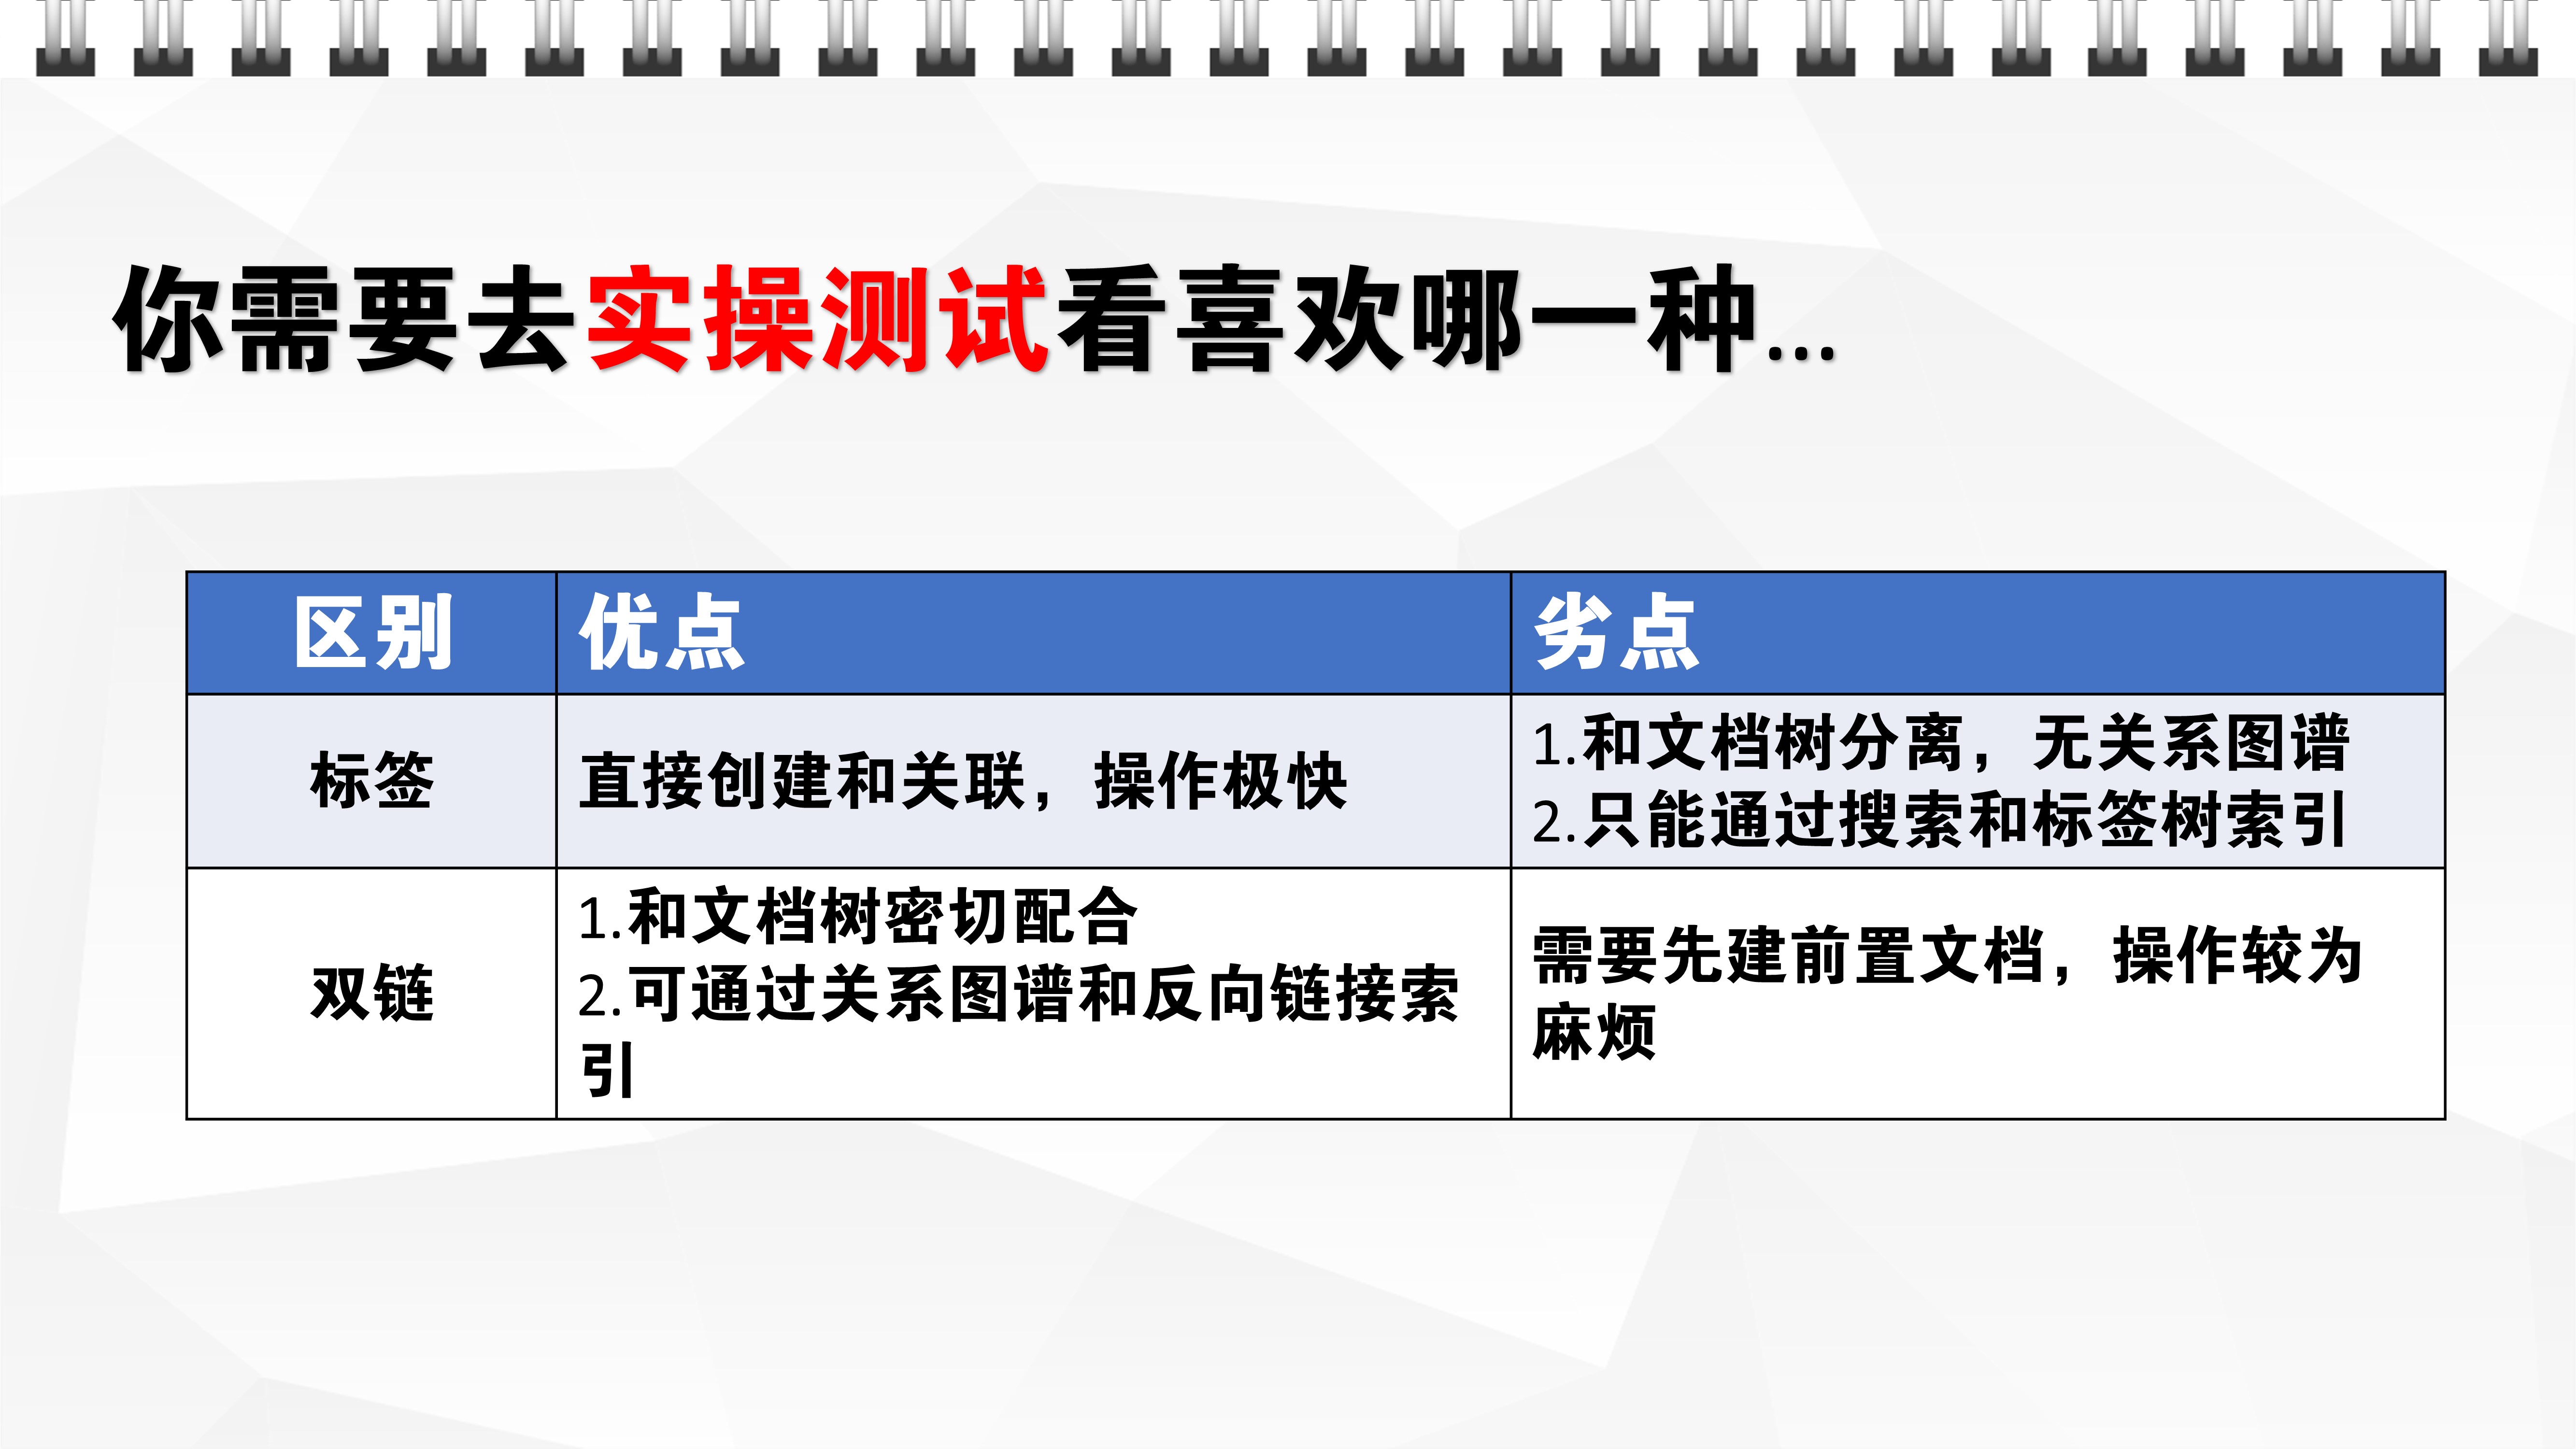 你需要去实操测试看喜欢哪一种...
区别
优点
劣点
标签
直接创建和关联，操作极快
1.和文档树分离，无关系图谱
2.只能通过搜索和标签树索引
双链
1.和文档树密切配合
2.可通过关系图谱和反向链接索
引
需要先建前置文档，操作较为
麻烦